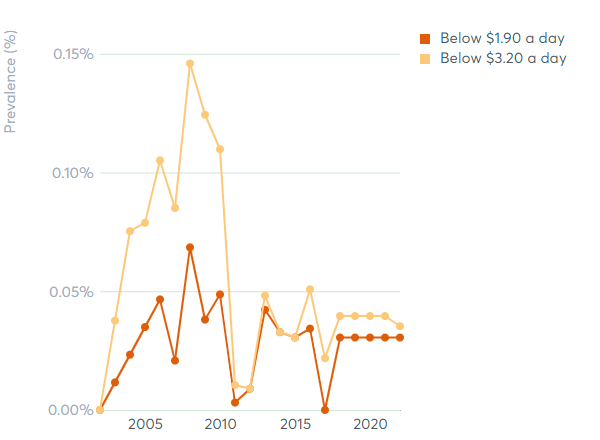 Prevalence (%)
Below $1.90 a day
Below $3.20 a day
0.15%
0.10%
0.05%
0.00%
2005 2010 2015 2020